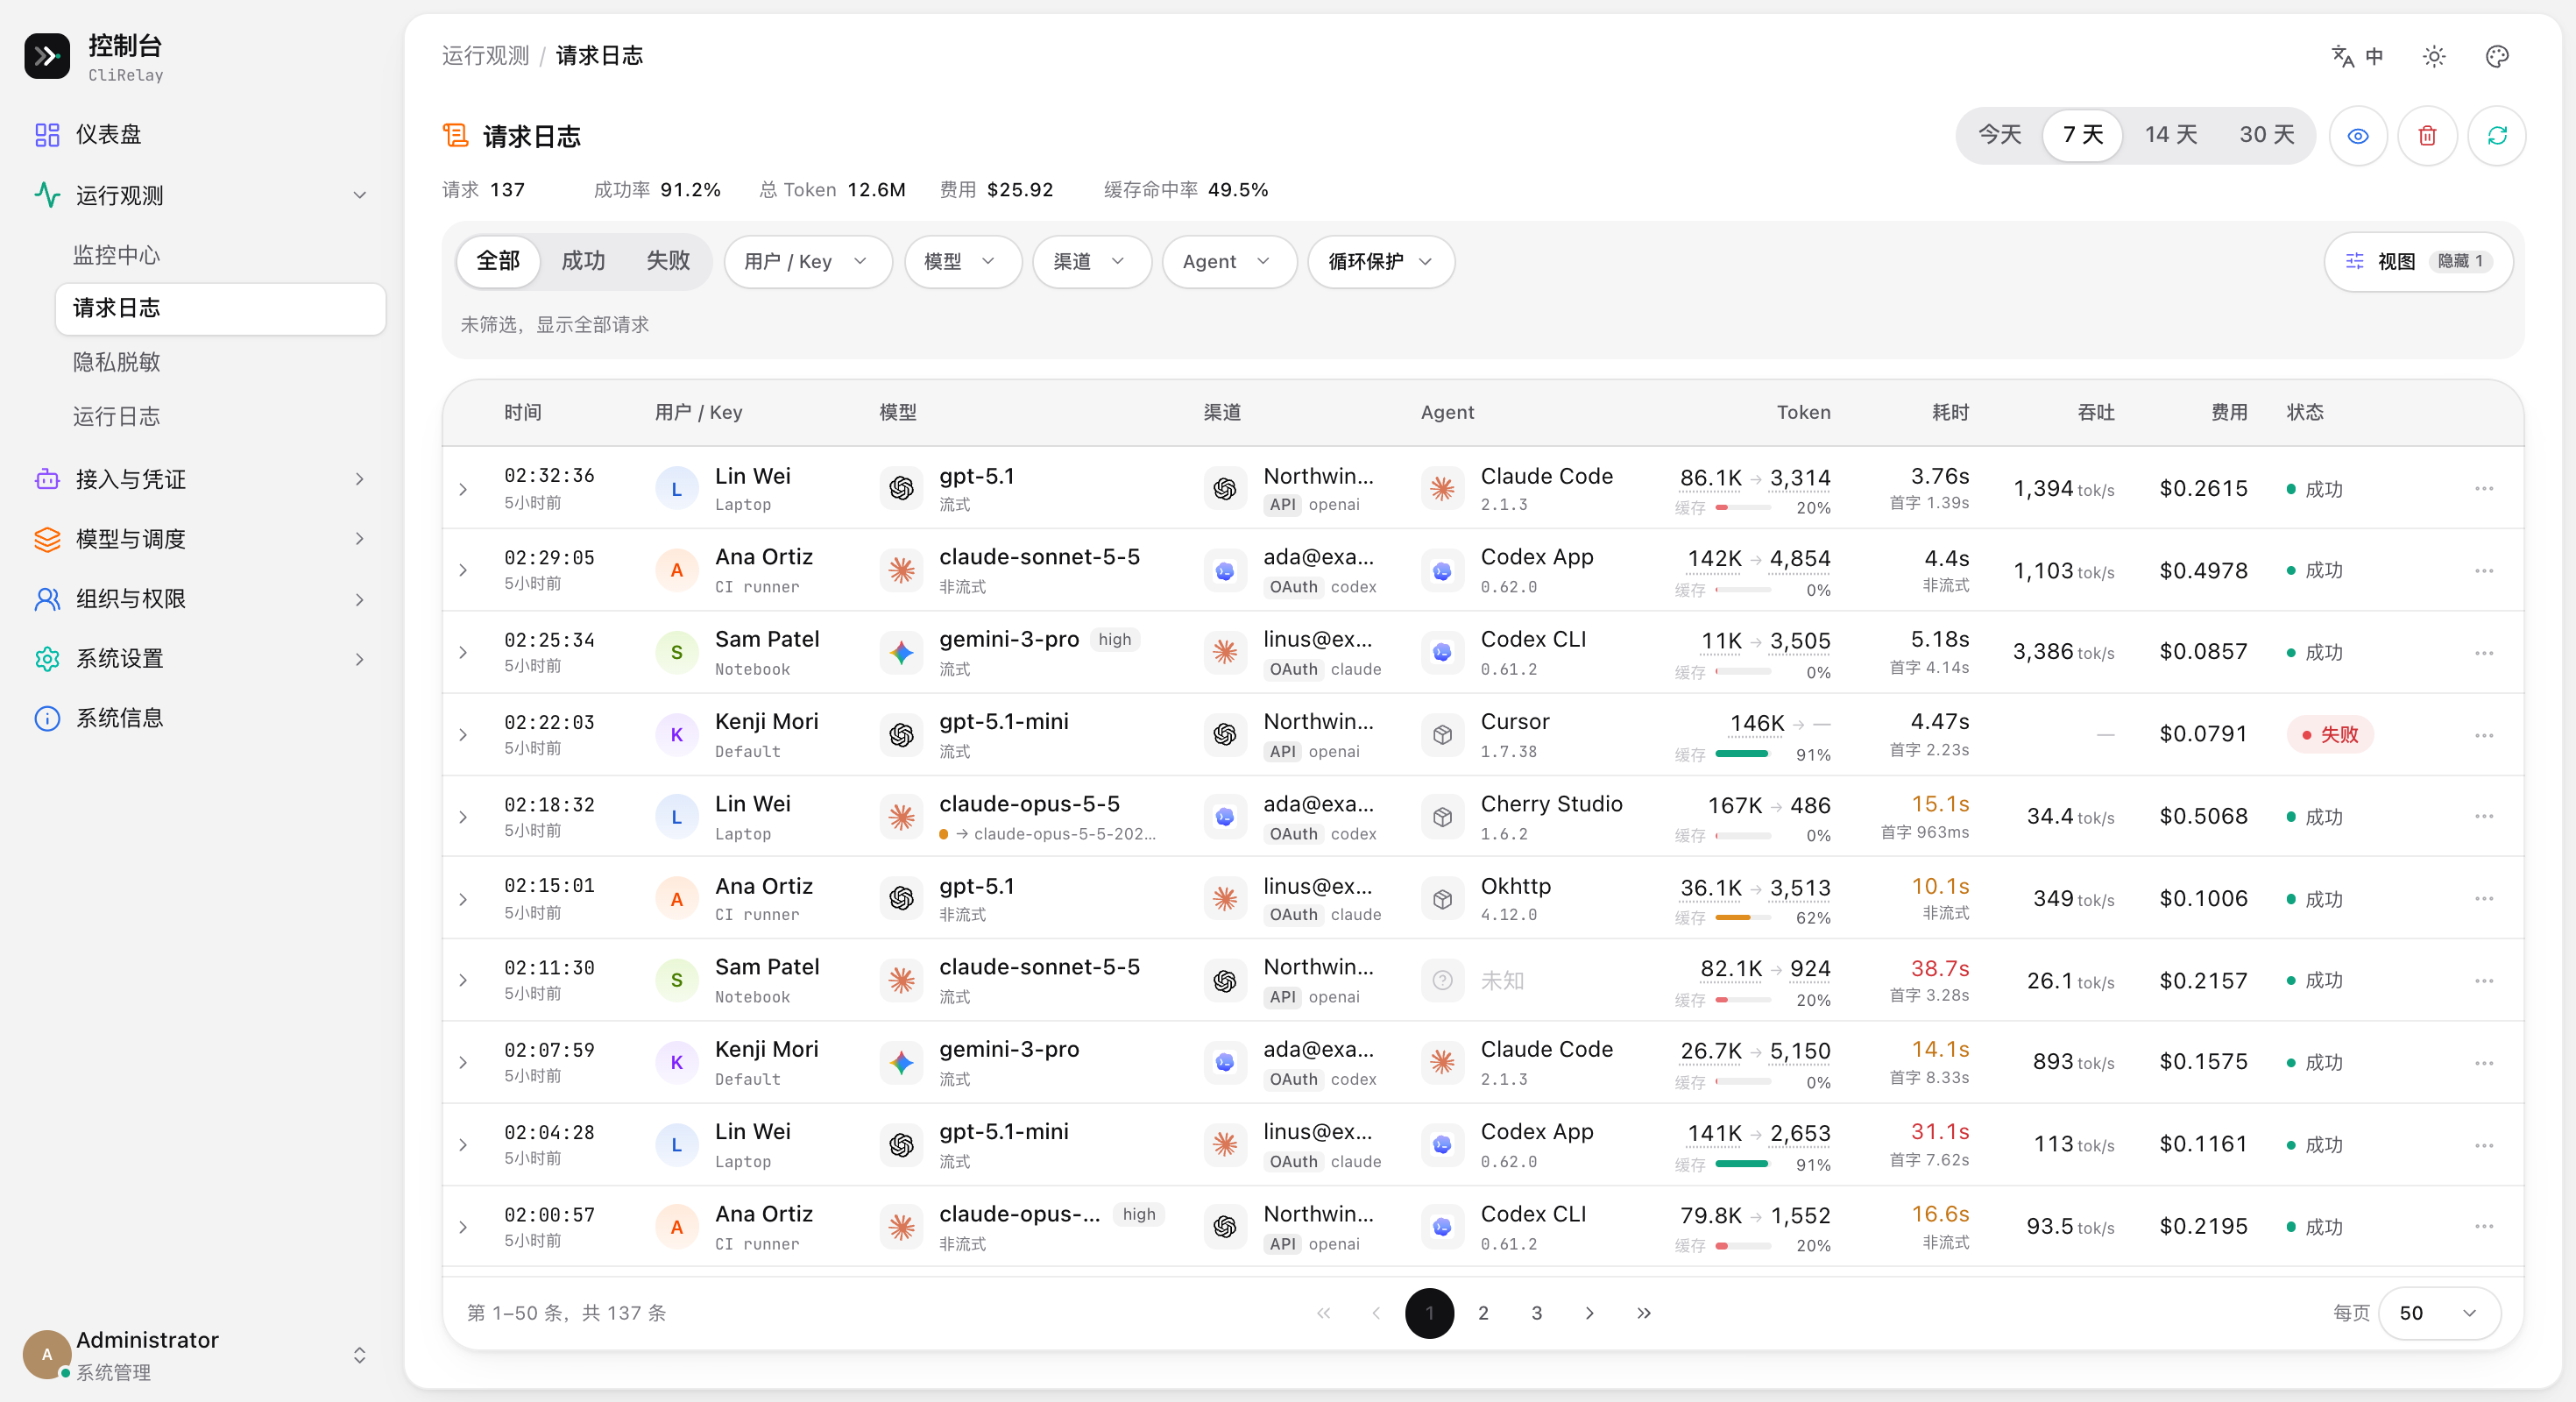 控制台
CliRelay
仪表盘
运行观测
监控中心
请求日志
隐私脱敏
运行日志
接入与凭证
模型与调度
组织与权限
系统设置
系统信息
A
Administrator
系统管理
运行观测 / 请求日志
中
请求日志
今天 7 天 14 天 30 天
请求 137 成功率 91.2% 总 Token 12.6M 费用 $25.92 缓存命中率 49.5%
全部 成功 失败 用户 / Key 模型 渠道 Agent 循环保护 视图 隐藏 1
未筛选，显示全部请求
时间 用户 / Key 模型 渠道 Agent Token 耗时 吞吐 费用 状态
02:32:36 L Lin Wei gpt-5.1 Northwin... Claude Code 86.1K → 3,314 3.76s 1,394 tok/s $0.2615 成功
5小时前 Laptop 流式 API openai 2.1.3 缓存 20% 首字 1.39s
02:29:05 A Ana Ortiz claude-sonnet-5-5 ada@exa... Codex App 142K → 4,854 4.4s 1,103 tok/s $0.4978 成功
5小时前 CI runner 非流式 OAuth codex 0.62.0 缓存 0% 非流式
02:25:34 S Sam Patel gemini-3-pro high linus@ex... Codex CLI 11K → 3,505 5.18s 3,386 tok/s $0.0857 成功
5小时前 Notebook 流式 OAuth claude 0.61.2 缓存 0% 首字 4.14s
02:22:03 K Kenji Mori gpt-5.1-mini Northwin... Cursor 146K → — 4.47s — $0.0791 失败
5小时前 Default 流式 API openai 1.7.38 缓存 91% 首字 2.23s
02:18:32 L Lin Wei claude-opus-5-5 ada@exa... Cherry Studio 167K → 486 15.1s 34.4 tok/s $0.5068 成功
5小时前 Laptop → claude-opus-5-5-202... OAuth codex 1.6.2 缓存 0% 首字 963ms
02:15:01 A Ana Ortiz gpt-5.1 linus@ex... Okhttp 36.1K → 3,513 10.1s 349 tok/s $0.1006 成功
5小时前 CI runner 非流式 OAuth claude 4.12.0 缓存 62% 非流式
02:11:30 S Sam Patel claude-sonnet-5-5 Northwin... 未知 82.1K → 924 38.7s 26.1 tok/s $0.2157 成功
5小时前 Notebook 流式 API openai 缓存 20% 首字 3.28s
02:07:59 K Kenji Mori gemini-3-pro ada@exa... Claude Code 26.7K → 5,150 14.1s 893 tok/s $0.1575 成功
5小时前 Default 流式 OAuth codex 2.1.3 缓存 0% 首字 8.33s
02:04:28 L Lin Wei gpt-5.1-mini linus@ex... Codex App 141K → 2,653 31.1s 113 tok/s $0.1161 成功
5小时前 Laptop 流式 OAuth claude 0.62.0 缓存 91% 首字 7.62s
02:00:57 A Ana Ortiz claude-opus-... high Northwin... Codex CLI 79.8K → 1,552 16.6s 93.5 tok/s $0.2195 成功
5小时前 CI runner 非流式 API openai 0.61.2 缓存 20% 非流式
第 1–50 条，共 137 条 « ‹ 1 2 3 › » 每页 50